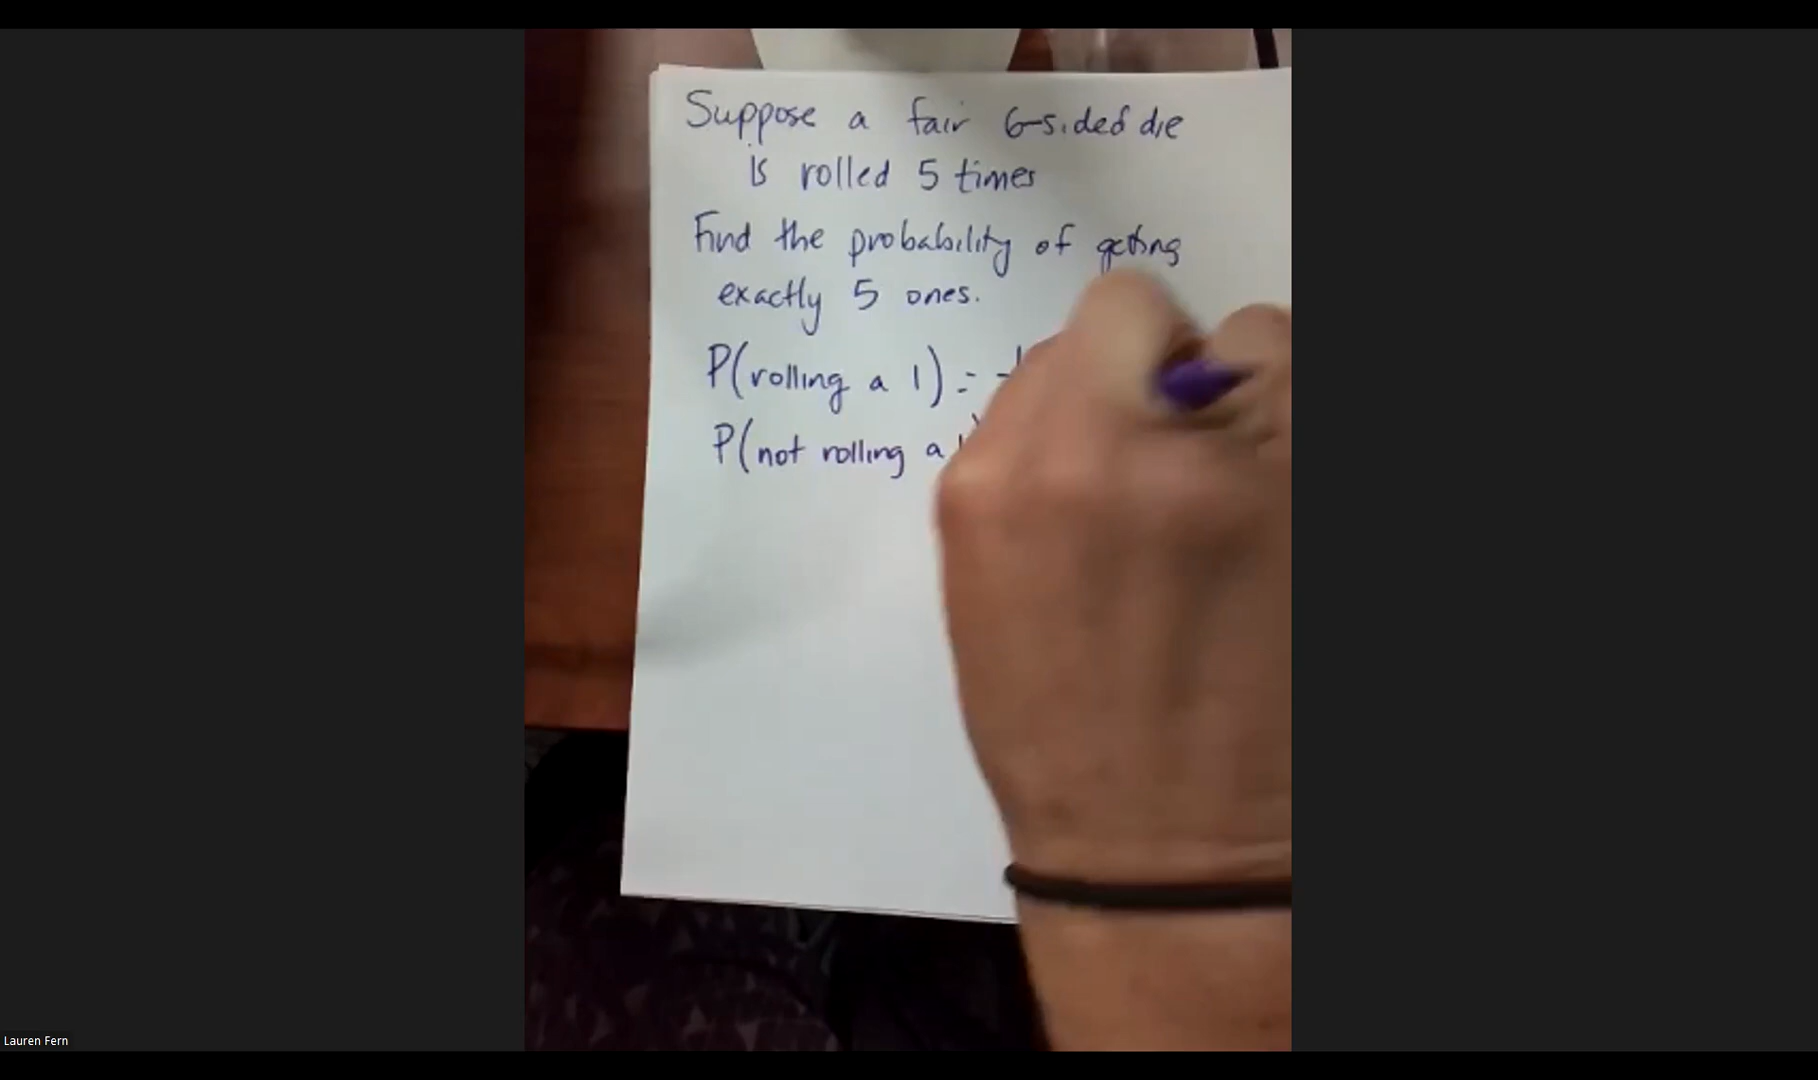 Suppose a fair 6-sided die
is rolled 5 times
Find the probability of getting
exactly 5 ones.
P(rolling a 1) =
P(not rolling a 1)
Lauren Fern